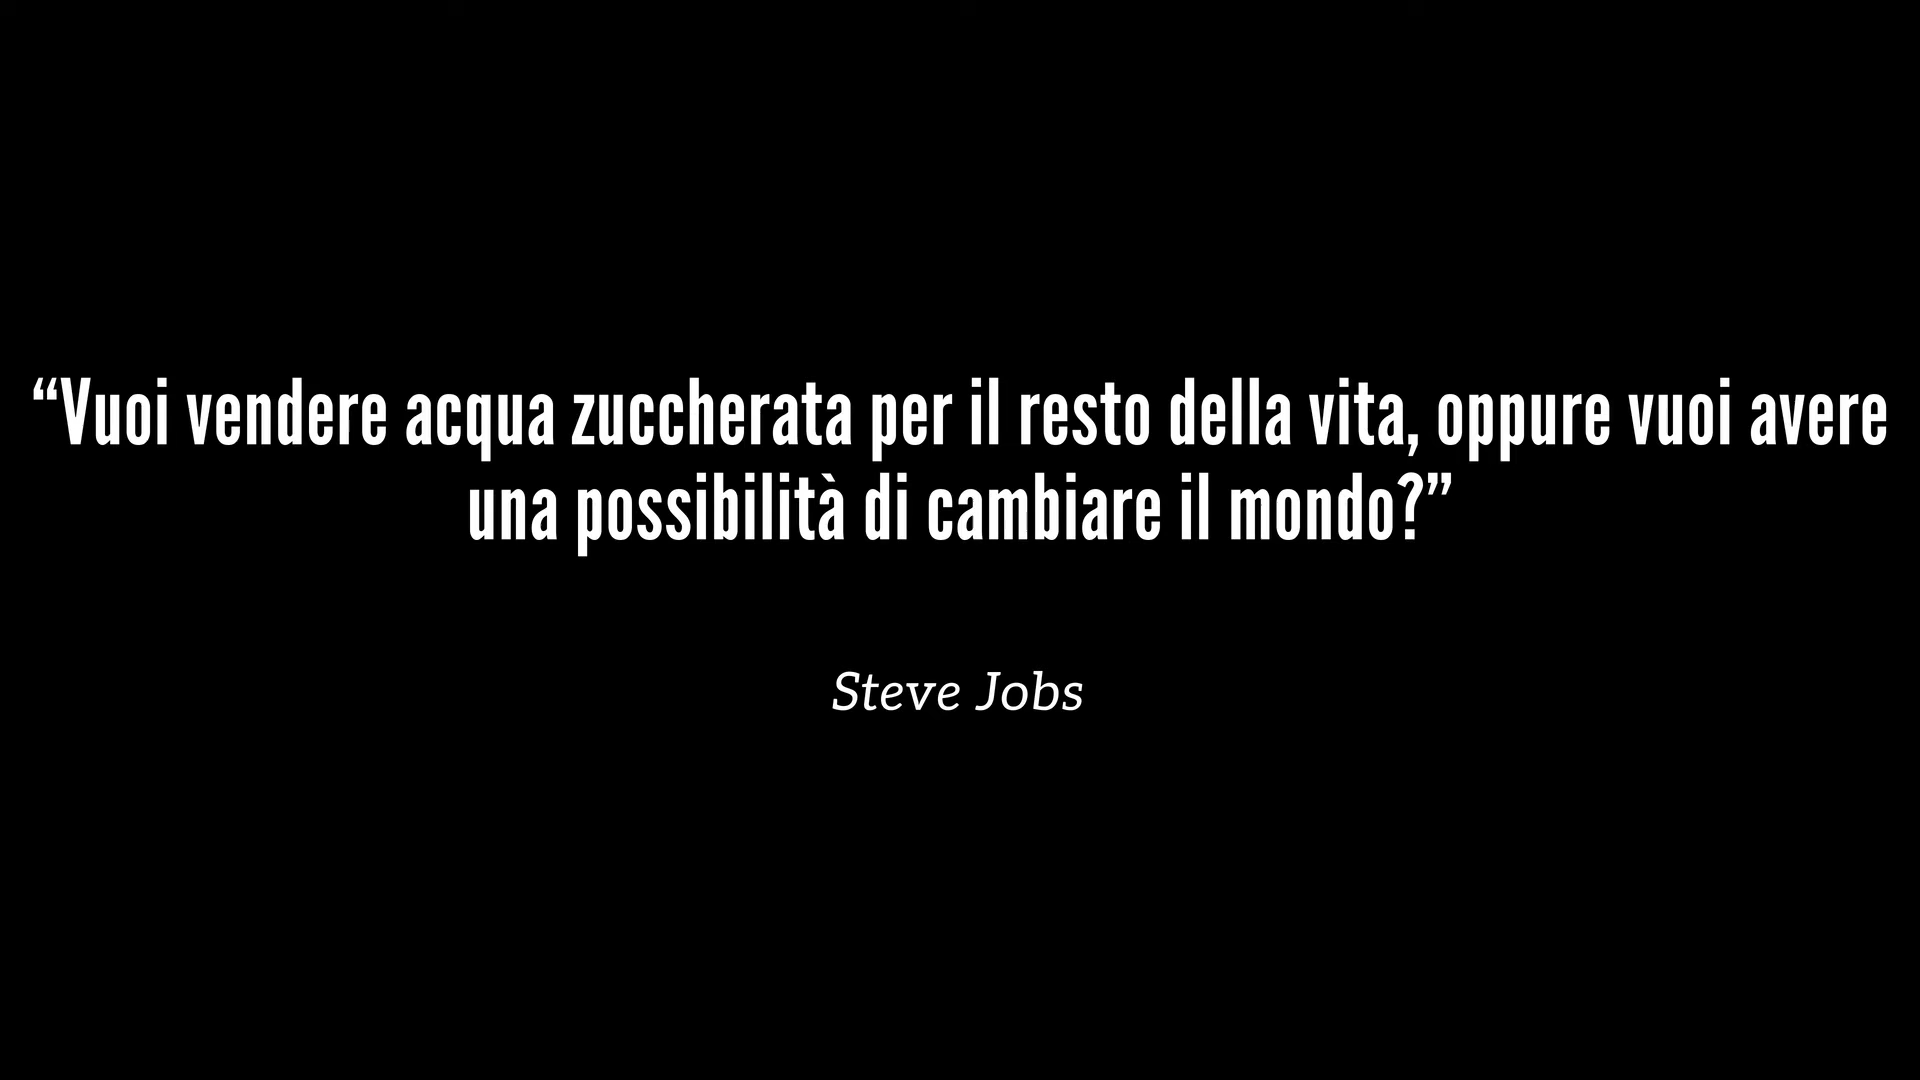 “Vuoi vendere acqua zuccherata per il resto della vita, oppure vuoi avere
una possibilità di cambiare il mondo?”
Steve Jobs